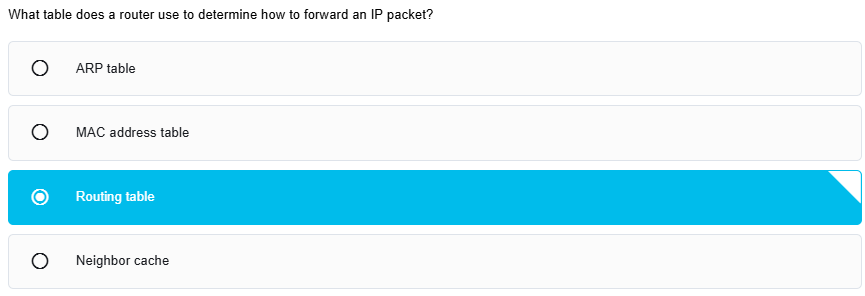 What table does a router use to determine how to forward an IP packet?
ARP table
MAC address table
Routing table
Neighbor cache